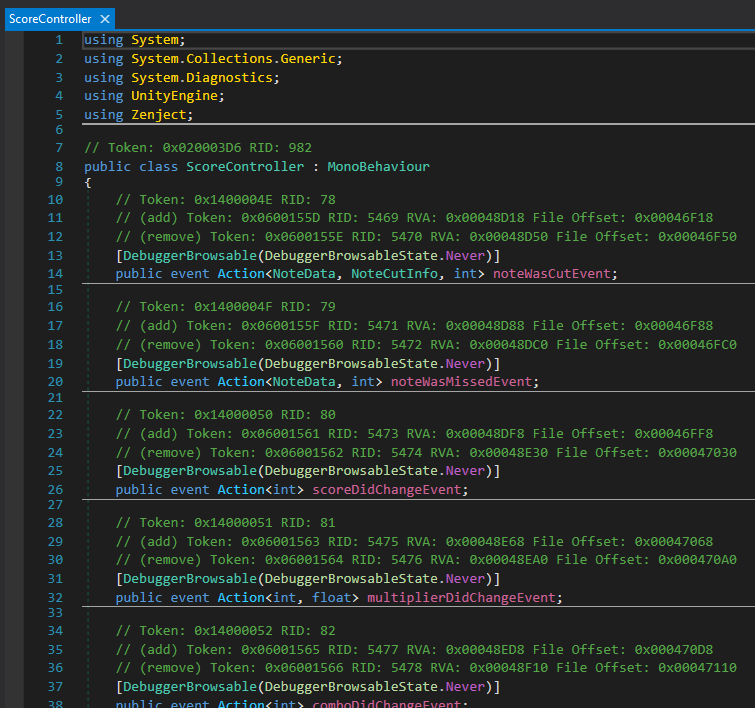 ScoreController ×
1 using System;
2 using System.Collections.Generic;
3 using System.Diagnostics;
4 using UnityEngine;
5 using Zenject;
6
7 // Token: 0x020003D6 RID: 982
8 public class ScoreController : MonoBehaviour
9 {
10 // Token: 0x1400004E RID: 78
11 // (add) Token: 0x0600155D RID: 5469 RVA: 0x00048D18 File Offset: 0x00046F18
12 // (remove) Token: 0x0600155E RID: 5470 RVA: 0x00048D50 File Offset: 0x00046F50
13 [DebuggerBrowsable(DebuggerBrowsableState.Never)]
14 public event Action<NoteData, NoteCutInfo, int> noteWasCutEvent;
15
16 // Token: 0x1400004F RID: 79
17 // (add) Token: 0x0600155F RID: 5471 RVA: 0x00048D88 File Offset: 0x00046F88
18 // (remove) Token: 0x06001560 RID: 5472 RVA: 0x00048DC0 File Offset: 0x00046FC0
19 [DebuggerBrowsable(DebuggerBrowsableState.Never)]
20 public event Action<NoteData, int> noteWasMissedEvent;
21
22 // Token: 0x14000050 RID: 80
23 // (add) Token: 0x06001561 RID: 5473 RVA: 0x00048DF8 File Offset: 0x00046FF8
24 // (remove) Token: 0x06001562 RID: 5474 RVA: 0x00048E30 File Offset: 0x00047030
25 [DebuggerBrowsable(DebuggerBrowsableState.Never)]
26 public event Action<int> scoreDidChangeEvent;
27
28 // Token: 0x14000051 RID: 81
29 // (add) Token: 0x06001563 RID: 5475 RVA: 0x00048E68 File Offset: 0x00047068
30 // (remove) Token: 0x06001564 RID: 5476 RVA: 0x00048EA0 File Offset: 0x000470A0
31 [DebuggerBrowsable(DebuggerBrowsableState.Never)]
32 public event Action<int, float> multiplierDidChangeEvent;
33
34 // Token: 0x14000052 RID: 82
35 // (add) Token: 0x06001565 RID: 5477 RVA: 0x00048ED8 File Offset: 0x000470D8
36 // (remove) Token: 0x06001566 RID: 5478 RVA: 0x00048F10 File Offset: 0x00047110
37 [DebuggerBrowsable(DebuggerBrowsableState.Never)]
38 public event Action<int> comboDidChangeEvent;